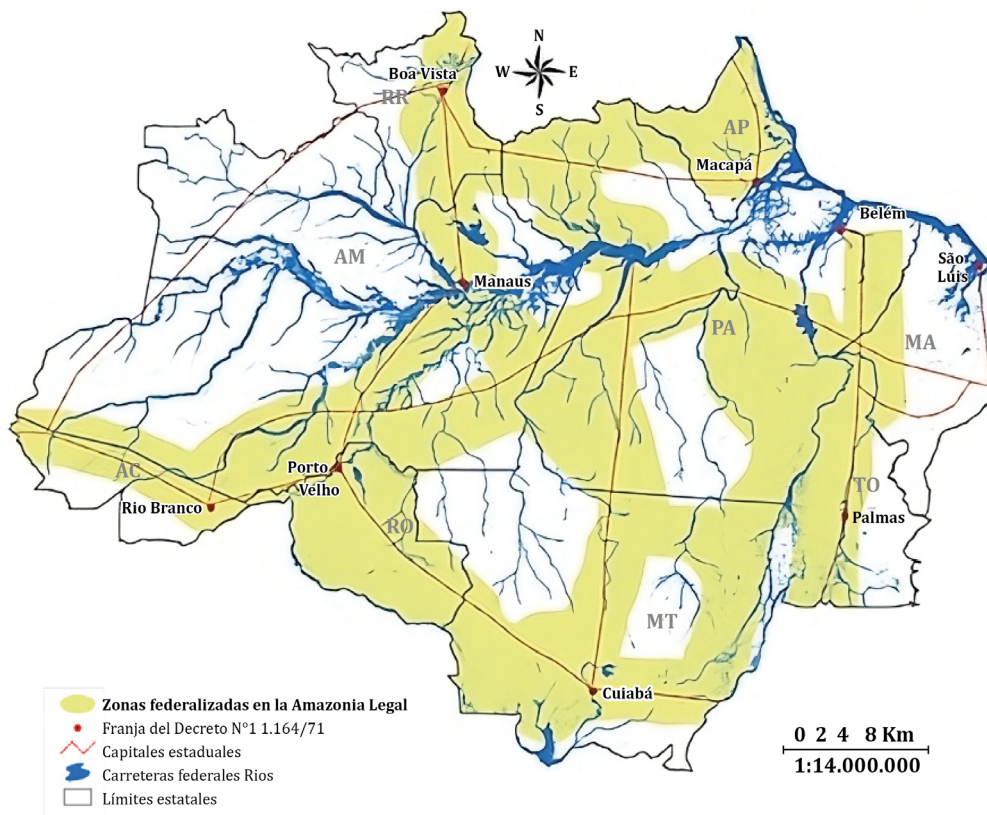 N
W E
S
Boa Vista
RR
AP
Macapá
Belém
São
Luis
AM
Manaus
PA
MA
AC
Porto
Velho
Rio Branco
RO
TO
Palmas
MT
Cuiabá
Zonas federalizadas en la Amazonia Legal
Franja del Decreto N°1 1.164/71
Capitales estaduales
Carreteras federales Rios
Límites estatales
0 2 4 8 Km
1:14.000.000